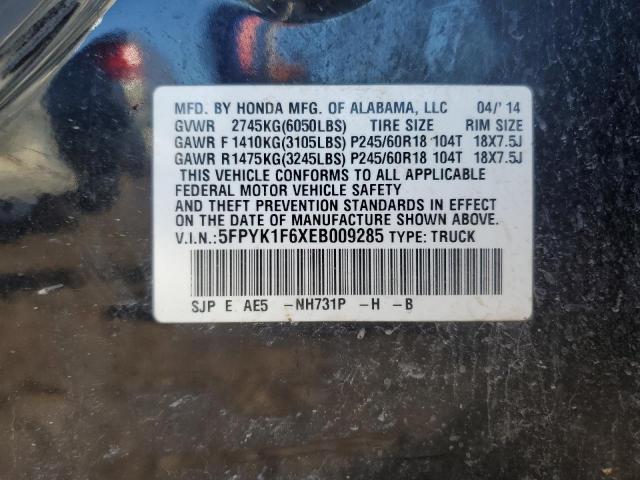 MFD. BY HONDA MFG. OF ALABAMA, LLC 04/'14
GVWR 2745KG(6050LBS) TIRE SIZE RIM SIZE
GAWR F 1410KG(3105LBS) P245/60R18 104T 18X7.5J
GAWR R1475KG(3245LBS) P245/60R18 104T 18X7.5J
THIS VEHICLE CONFORMS TO ALL APPLICABLE
FEDERAL MOTOR VEHICLE SAFETY
AND THEFT PREVENTION STANDARDS IN EFFECT
ON THE DATE OF MANUFACTURE SHOWN ABOVE.
V.I.N.:5FPYK1F6XEB009285 TYPE: TRUCK
SJP E AE5 -NH731P -H -B